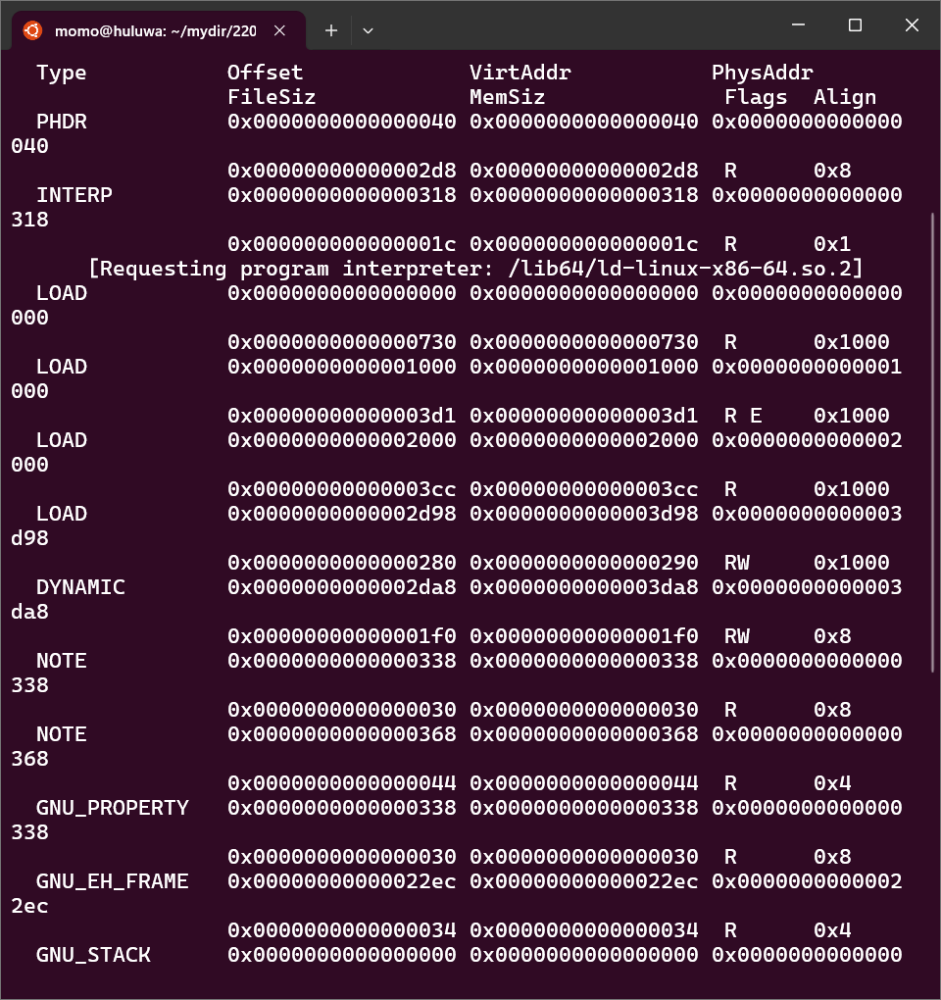 momo@huluwa: ~/mydir/220
Type Offset VirtAddr PhysAddr
FileSiz MemSiz Flags Align
PHDR 0x0000000000000040 0x0000000000000040 0x0000000000000
040
0x00000000000002d8 0x00000000000002d8 R 0x8
INTERP 0x0000000000000318 0x0000000000000318 0x0000000000000
318
0x000000000000001c 0x000000000000001c R 0x1
[Requesting program interpreter: /lib64/ld-linux-x86-64.so.2]
LOAD 0x0000000000000000 0x0000000000000000 0x0000000000000
000
0x0000000000000730 0x0000000000000730 R 0x1000
LOAD 0x0000000000001000 0x0000000000001000 0x0000000000001
000
0x00000000000003d1 0x00000000000003d1 R E 0x1000
LOAD 0x0000000000002000 0x0000000000002000 0x0000000000002
000
0x00000000000003cc 0x00000000000003cc R 0x1000
LOAD 0x0000000000002d98 0x0000000000003d98 0x0000000000003
d98
0x0000000000000280 0x0000000000000290 RW 0x1000
DYNAMIC 0x0000000000002da8 0x0000000000003da8 0x0000000000003
da8
0x00000000000001f0 0x00000000000001f0 RW 0x8
NOTE 0x0000000000000338 0x0000000000000338 0x0000000000000
338
0x0000000000000030 0x0000000000000030 R 0x8
NOTE 0x0000000000000368 0x0000000000000368 0x0000000000000
368
0x0000000000000044 0x0000000000000044 R 0x4
GNU_PROPERTY 0x0000000000000338 0x0000000000000338 0x0000000000000
338
0x0000000000000030 0x0000000000000030 R 0x8
GNU_EH_FRAME 0x00000000000022ec 0x00000000000022ec 0x0000000000002
2ec
0x0000000000000034 0x0000000000000034 R 0x4
GNU_STACK 0x0000000000000000 0x0000000000000000 0x0000000000000